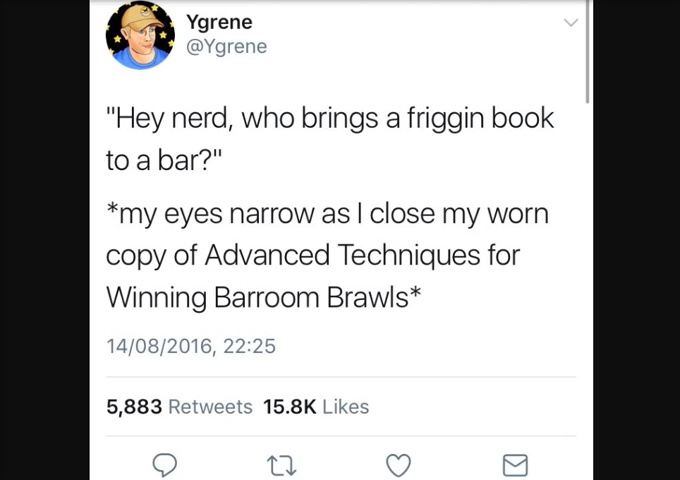 Ygrene
@Ygrene
"Hey nerd, who brings a friggin book
to a bar?"
*my eyes narrow as I close my worn
copy of Advanced Techniques for
Winning Barroom Brawls*
14/08/2016, 22:25
5,883 Retweets 15.8K Likes